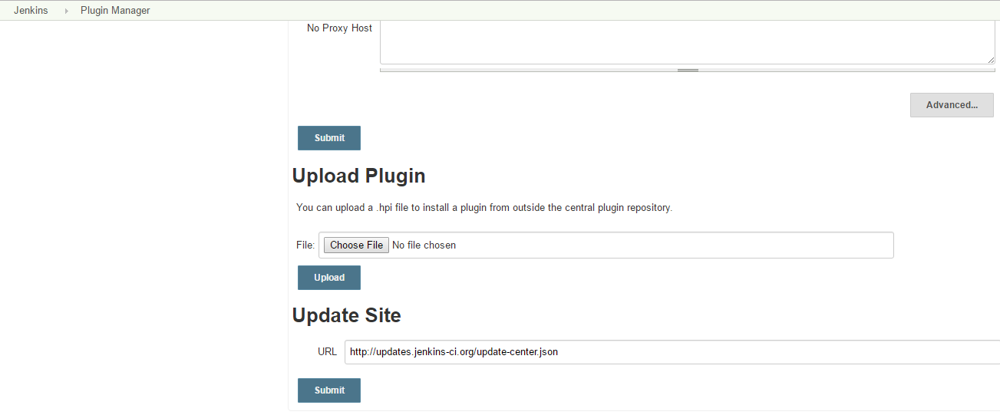 Jenkins Plugin Manager
No Proxy Host
Advanced...
Submit
Upload Plugin
You can upload a .hpi file to install a plugin from outside the central plugin repository.
File: Choose File No file chosen
Upload
Update Site
URL http://updates.jenkins-ci.org/update-center.json
Submit